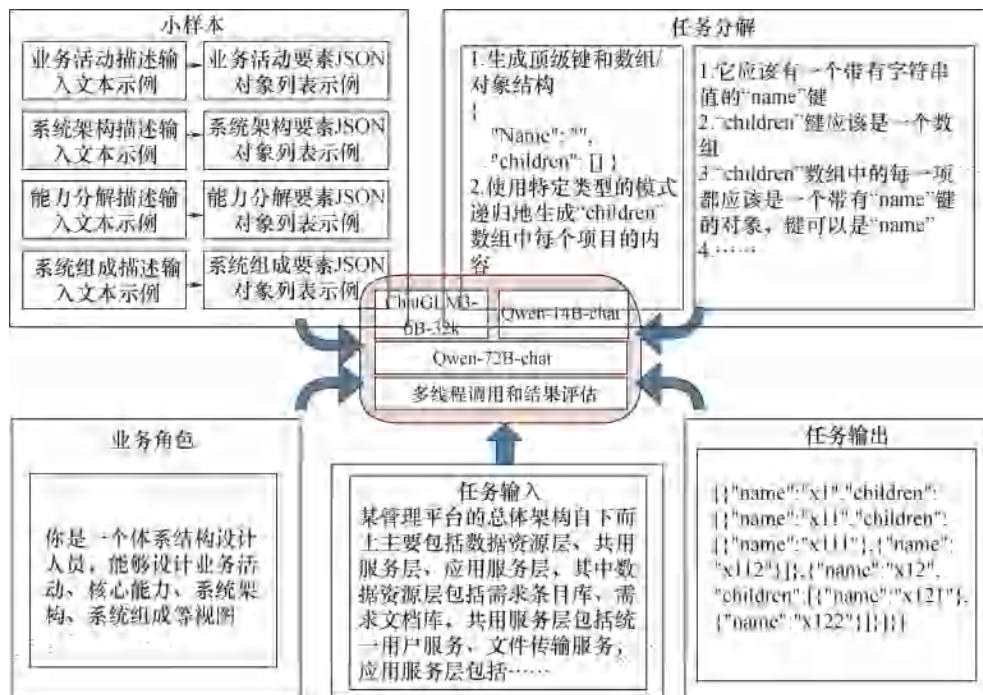 小样本
业务活动描述输
入文本示例
业务活动要素JSON
对象列表示例
系统架构描述输
入文本示例
系统架构要素JSON
对象列表示例
能力分解描述输
入文本示例
能力分解要素JSON
对象列表示例
系统组成描述输
入文本示例
系统组成要素JSON
对象列表示例
任务分解
1.生成顶级键和数组/
对象结构
{
"Name": "",
"children": [] }
2.使用特定类型的模式
递归地生成“children”
数组中每个项目的内
容
1.它应该有一个带有字符串
值的“name”键
2.“children”键应该是一个数
组
3.“children”数组中的每一项
都应该是一个带有“name”键
的对象，键可以是“name”
4.……
ChatGLM3-
6B-32k
Qwen-14B-chat
Qwen-72B-chat
多线程调用和结果评估
业务角色
你是一个体系结构设计
人员，能够设计业务活
动、核心能力、系统架
构、系统组成等视图
任务输入
某管理平台的总体架构自下而
上主要包括数据资源层、共用
服务层、应用服务层，其中数
据资源层包括需求条目库、需
求文档库，共用服务层包括统
一用户服务、文件传输服务，
应用服务层包括……
任务输出
[{"name":"x1","children":
[{"name":"x11","children":
[{"name":"x111"},{"name":
"x112"}]},{"name":"x12",
"children":[{"name":"x121"},
{"name":"x122"}]}]}]